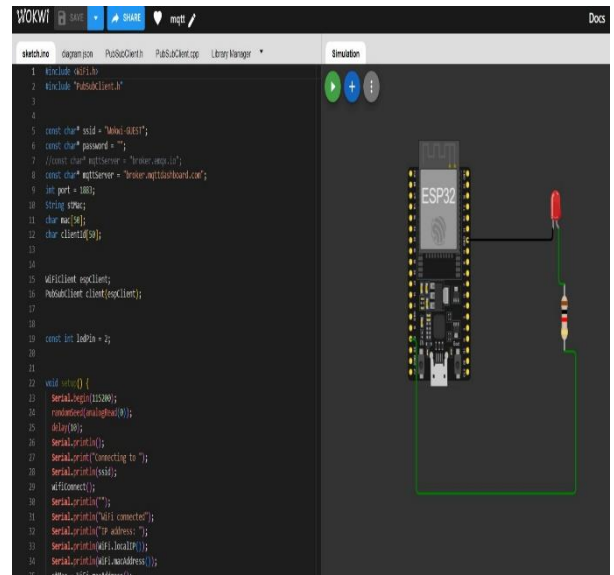 WOKWI SAVE SHARE mqtt Docs
sketch.ino diagram.json PubSubClient.h PubSubClient.cpp Library Manager Simulation
1 #include <WiFi.h>
2 #include "PubSubClient.h"
3
4
5 const char* ssid = "Wokwi-GUEST";
6 const char* password = "";
7 //const char* mqttServer = "broker.emqx.io";
8 const char* mqttServer = "broker.mqttdashboard.com";
9 int port = 1883;
10 String stMac;
11 char mac[50];
12 char clientId[50];
13
14
15 WiFiClient espClient;
16 PubSubClient client(espClient);
17
18
19 const int ledPin = 2;
20
21
22 void setup() {
23 Serial.begin(115200);
24 randomSeed(analogRead(0));
25 delay(10);
26 Serial.println();
27 Serial.print("Connecting to ");
28 Serial.println(ssid);
29 wifiConnect();
30 Serial.println("");
31 Serial.println("WiFi connected");
32 Serial.println("IP address: ");
33 Serial.println(WiFi.localIP());
34 Serial.println(WiFi.macAddress());
ESP32